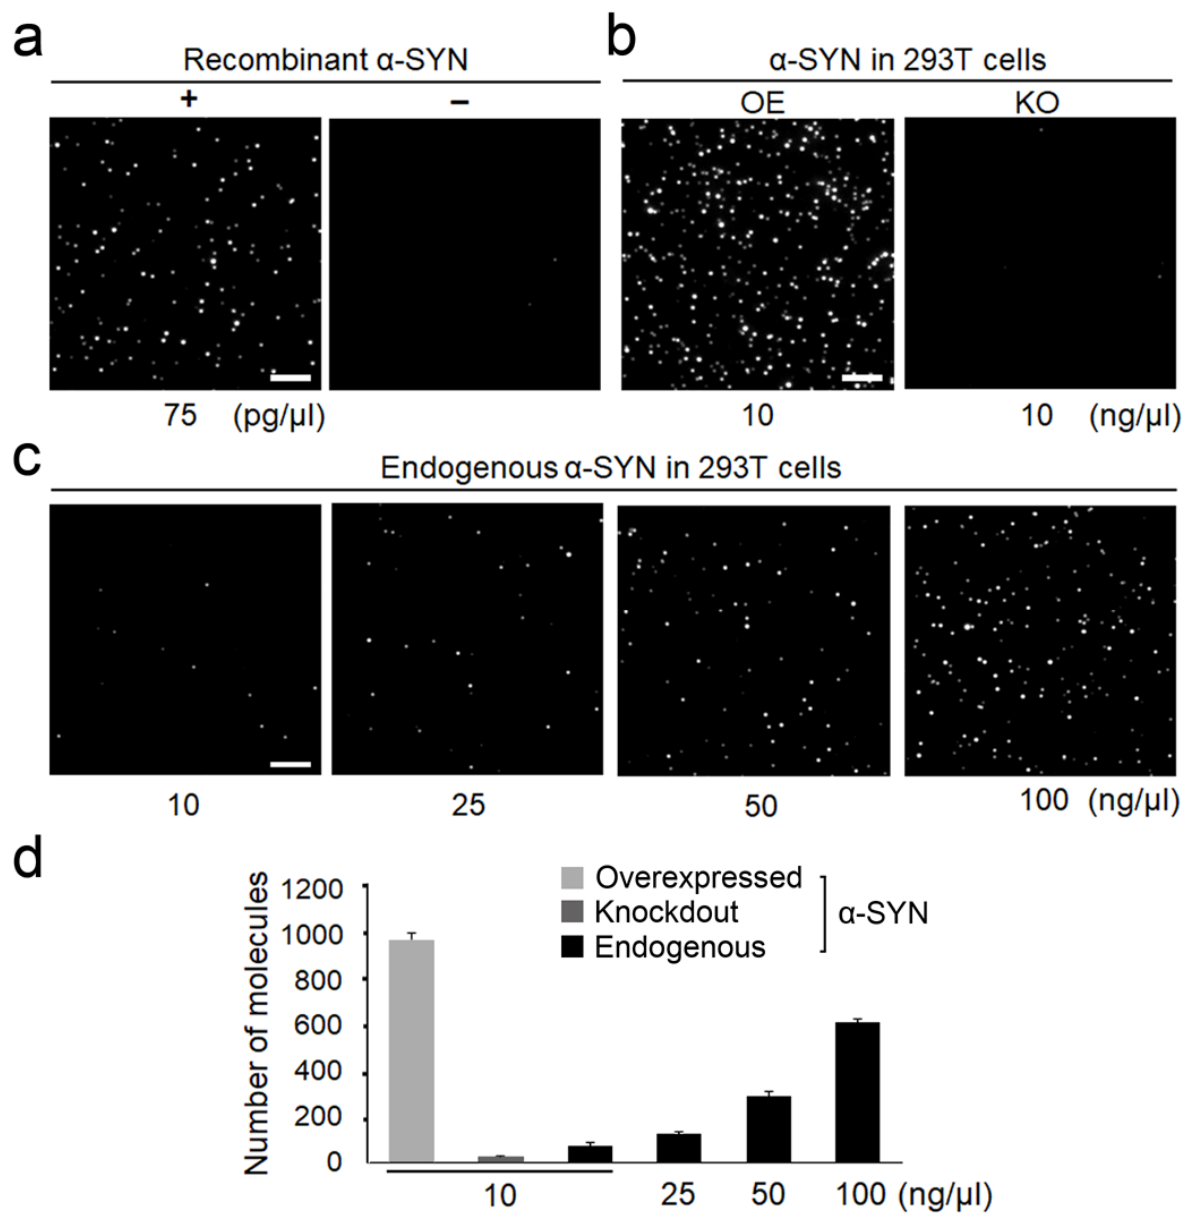 a
Recombinant α-SYN
+ −
75 (pg/µl)
b
α-SYN in 293T cells
OE KO
10 10 (ng/µl)
c
Endogenous α-SYN in 293T cells
10 25 50 100 (ng/µl)
d
Number of molecules
1200
1000
800
600
400
200
0
Overexpressed
Knockdout
Endogenous
α-SYN
10 25 50 100 (ng/µl)